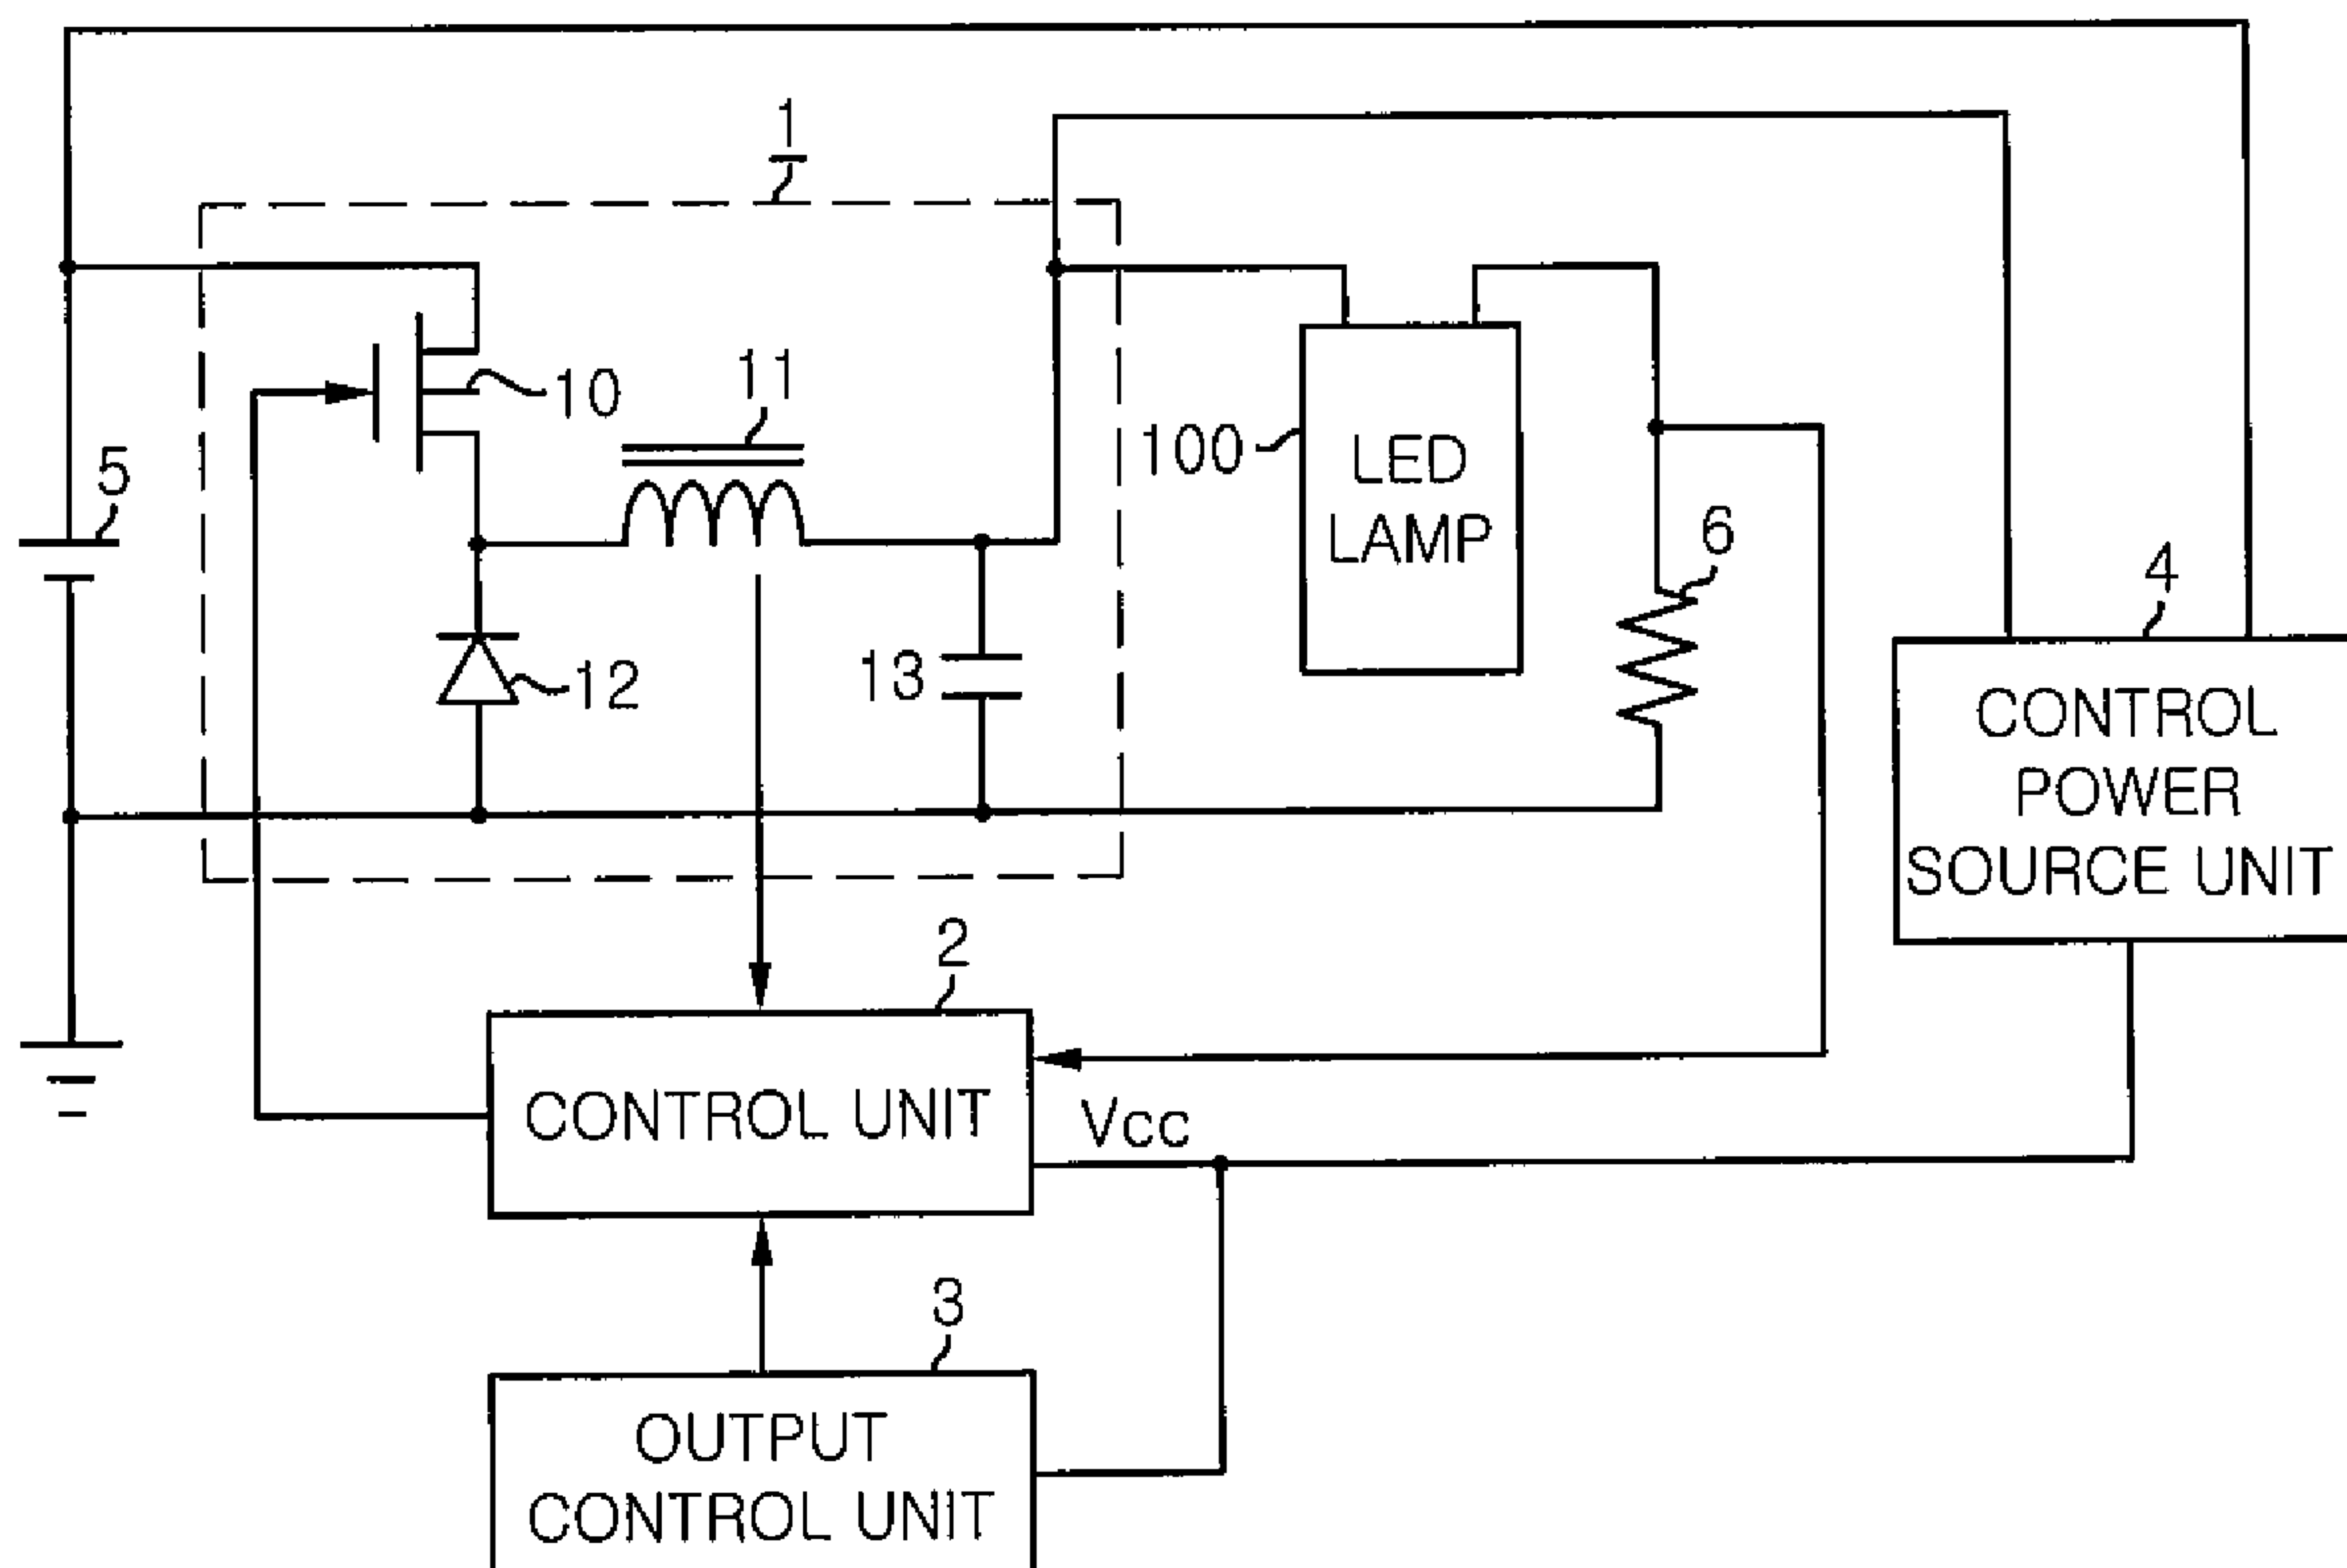 1
11
10
5
100
LED
LAMP
6
4
12
13
CONTROL
POWER
SOURCE UNIT
2
CONTROL UNIT
Vcc
3
OUTPUT
CONTROL UNIT